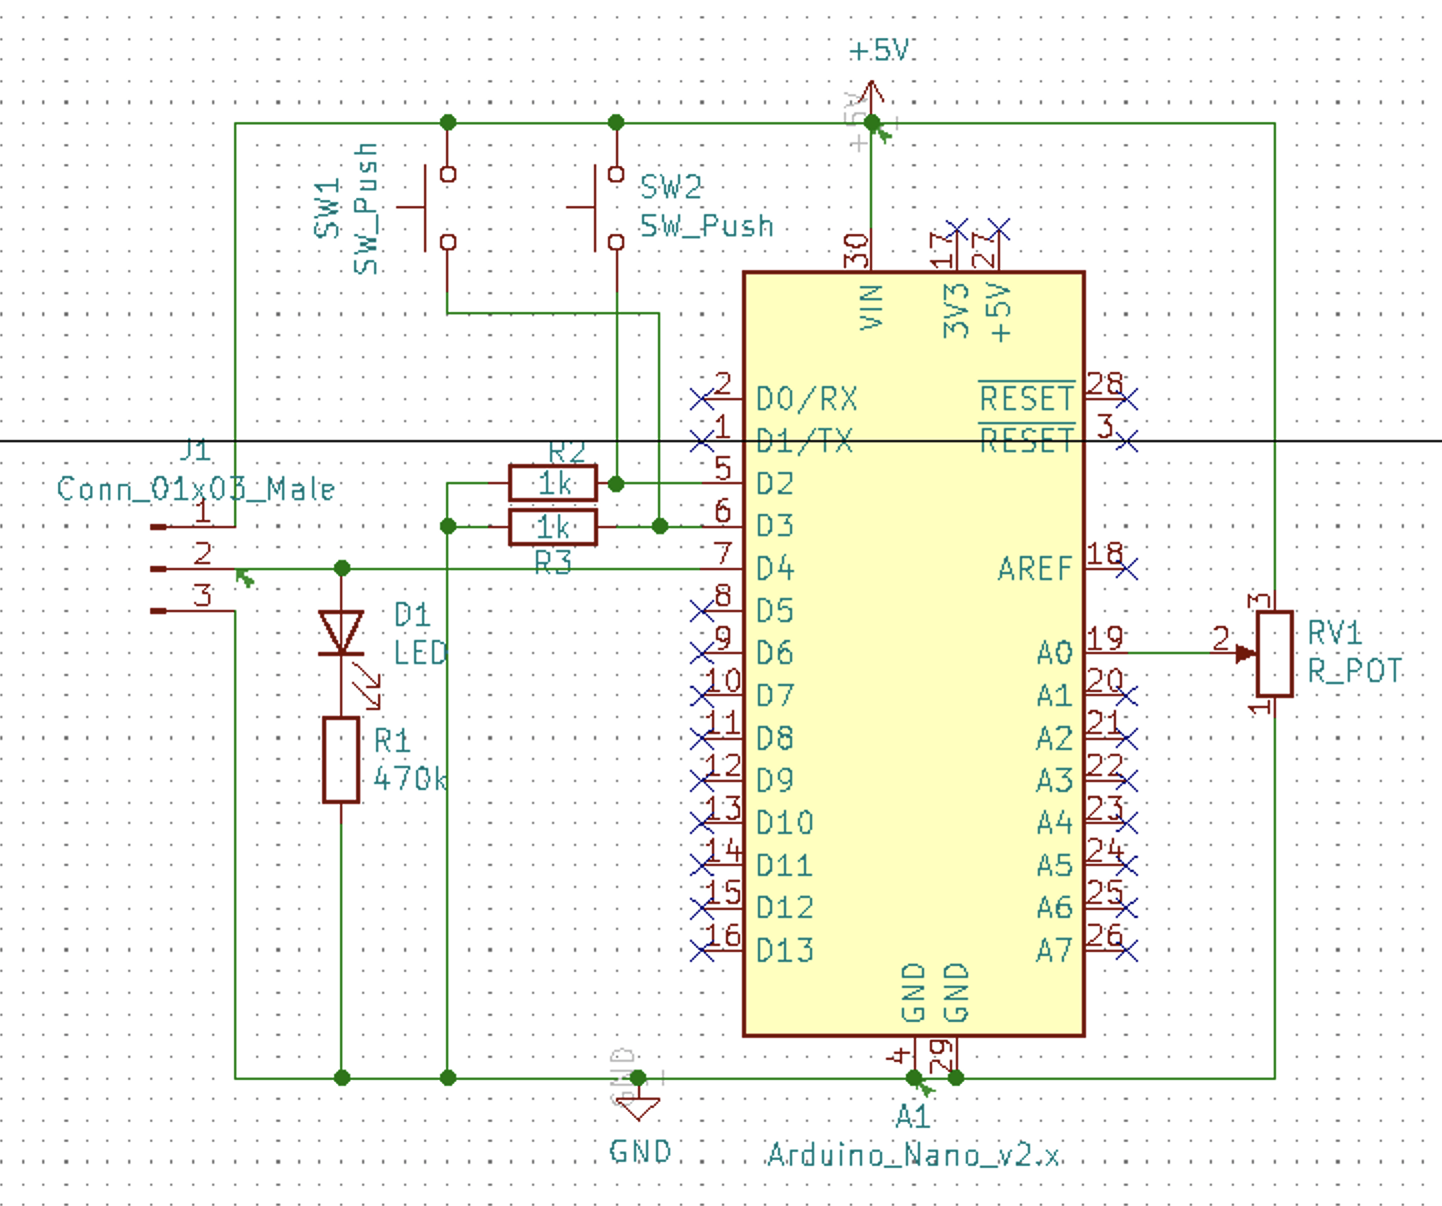 +5V
+5V
1
SW1
SW_Push
SW2
SW_Push
30
17
27
VIN
3V3
+5V
2
D0/RX
RESET
28
1
D1/TX
RESET
3
J1
Conn_01x03_Male
R2
1k
5
D2
1
1k
6
D3
2
R3
7
D4
AREF
18
3
8
D5
3
D1
LED
9
D6
A0
19
2
RV1
R_POT
10
D7
A1
20
1
R1
470k
11
D8
A2
21
12
D9
A3
22
13
D10
A4
23
14
D11
A5
24
15
D12
A6
25
16
D13
A7
26
GND
GND
4
29
GND
1
GND
A1
Arduino_Nano_v2.x